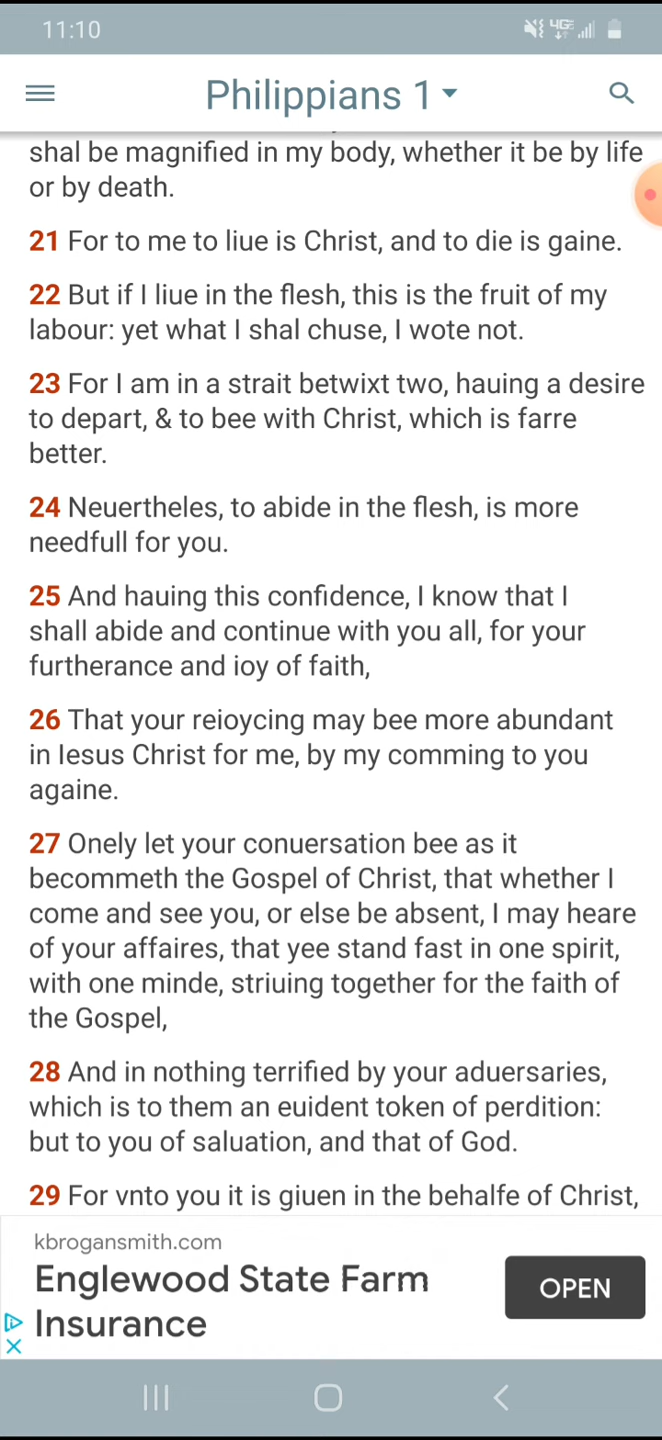 11:10
4GE
Philippians 1
shal be magnified in my body, whether it be by life
or by death.
21 For to me to liue is Christ, and to die is gaine.
22 But if I liue in the flesh, this is the fruit of my
labour: yet what I shal chuse, I wote not.
23 For I am in a strait betwixt two, hauing a desire
to depart, & to bee with Christ, which is farre
better.
24 Neuertheles, to abide in the flesh, is more
needfull for you.
25 And hauing this confidence, I know that I
shall abide and continue with you all, for your
furtherance and ioy of faith,
26 That your reioycing may bee more abundant
in Iesus Christ for me, by my comming to you
againe.
27 Onely let your conuersation bee as it
becommeth the Gospel of Christ, that whether I
come and see you, or else be absent, I may heare
of your affaires, that yee stand fast in one spirit,
with one minde, striuing together for the faith of
the Gospel,
28 And in nothing terrified by your aduersaries,
which is to them an euident token of perdition:
but to you of saluation, and that of God.
29 For vnto you it is giuen in the behalfe of Christ,
kbrogansmith.com
Englewood State Farm
Insurance
OPEN